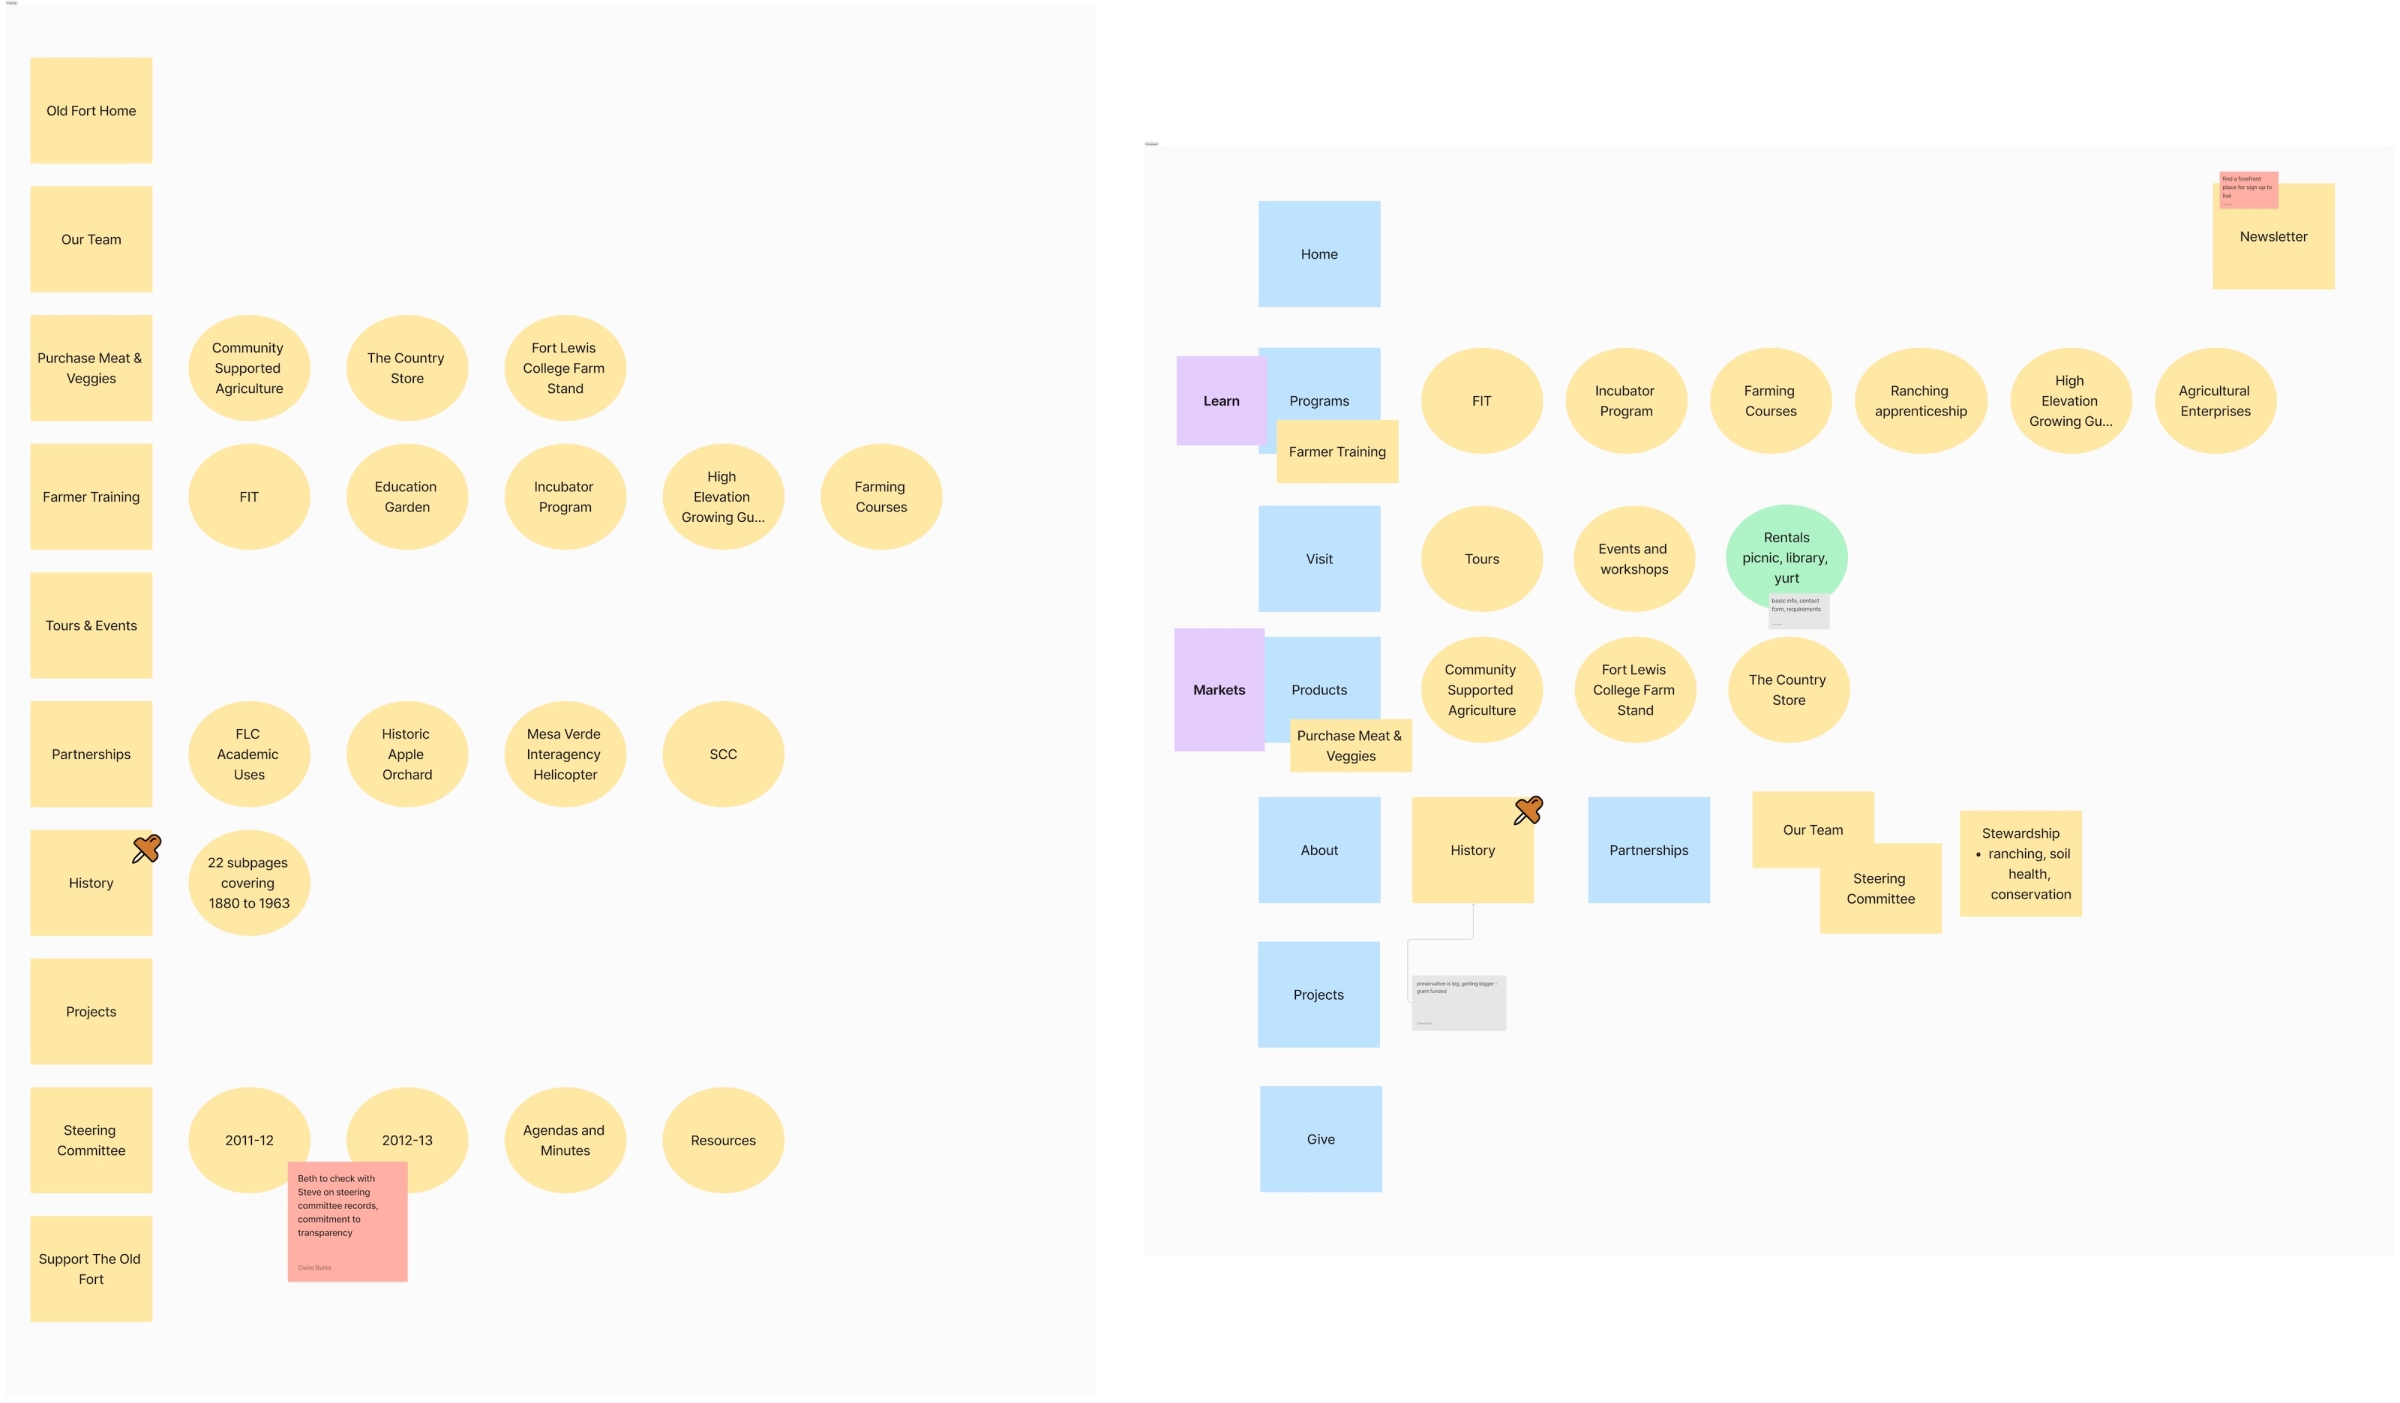 Old Fort Home
Our Team
Purchase Meat &
Veggies
Community
Supported
Agriculture
The Country
Store
Fort Lewis
College Farm
Stand
Farmer Training
FIT
Education
Garden
Incubator
Program
High
Elevation
Growing Gu...
Farming
Courses
Tours & Events
Partnerships
FLC
Academic
Uses
Historic
Apple
Orchard
Mesa Verde
Interagency
Helicopter
SCC
History
22 subpages
covering
1880 to 1963
Projects
Steering
Committee
2011-12
2012-13
Agendas and
Minutes
Resources
Beth to check with
Steve on steering
committee records,
commitment to
transparency
Claire Burke
Support The Old
Fort
find a forefront
place for sign up to
live
Newsletter
Home
Learn
Programs
Farmer Training
FIT
Incubator
Program
Farming
Courses
Ranching
apprenticeship
High
Elevation
Growing Gu...
Agricultural
Enterprises
Visit
Tours
Events and
workshops
Rentals
picnic, library,
yurt
basic info, contact
form, requirements
Markets
Products
Purchase Meat &
Veggies
Community
Supported
Agriculture
Fort Lewis
College Farm
Stand
The Country
Store
About
History
Partnerships
Our Team
Steering
Committee
Stewardship
• ranching, soil
health,
conservation
Projects
preservation is big, getting bigger -
grant funded
Claire Burke
Give